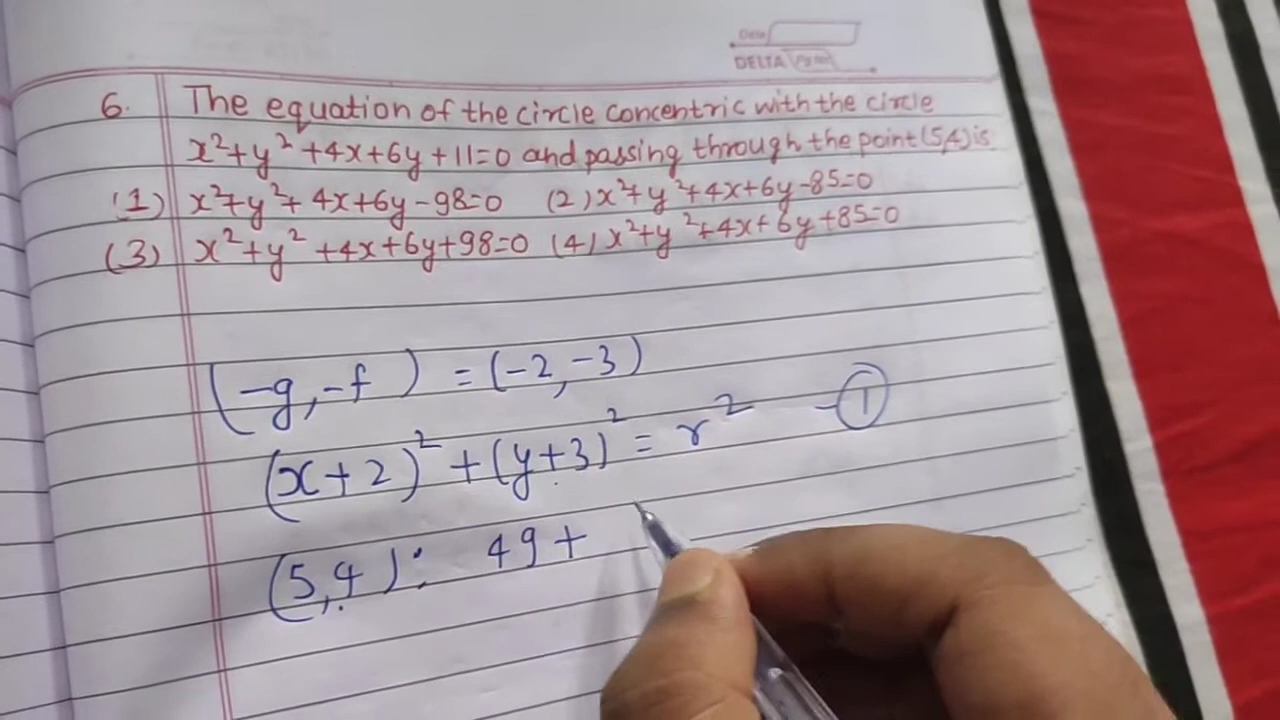 Date
DELTA Pg No
6. The equation of the circle concentric with the circle
x²+y²+4x+6y+11=0 and passing through the point (5,4) is
(1) x²+y²+4x+6y-98=0 (2) x²+y²+4x+6y-85=0
(3) x²+y²+4x+6y+98=0 (4) x²+y²+4x+6y+85=0
(-g,-f) = (-2,-3)
(x+2)²+(y+3)²=r² -①
(5,4): 49+